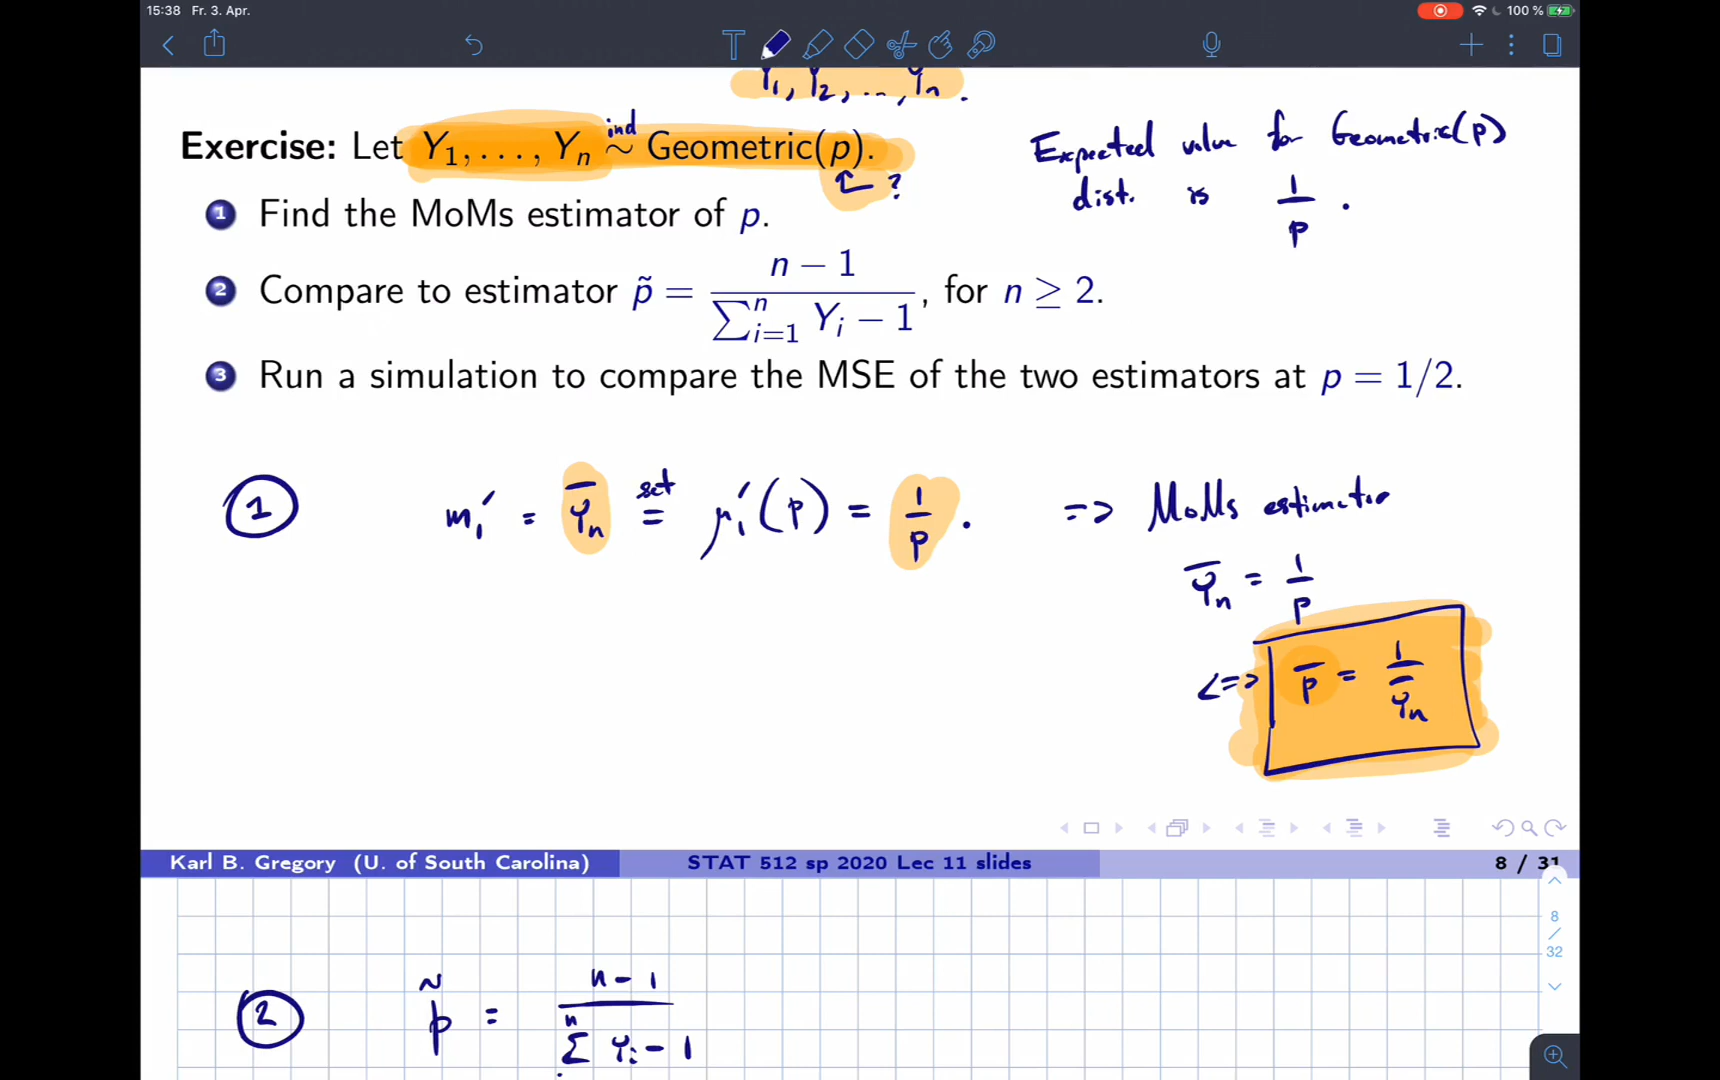 15:38 Fr. 3. Apr.
100 %
Y1, Y2, ..., Yn.
Exercise: Let Y1, . . . , Yn ind ∼ Geometric(p).
?
Expected value for Geometric(p)
dist. is 1/p.
1 Find the MoMs estimator of p.
2 Compare to estimator p̃ = (n − 1) / (∑ⁿᵢ₌₁ Yi − 1), for n ≥ 2.
3 Run a simulation to compare the MSE of the two estimators at p = 1/2.
1 m₁′ = Ȳn set = μ₁′(p) = 1/p. => MoMs estimator
Ȳn = 1/p
<=> p̄ = 1/Ȳn
Karl B. Gregory (U. of South Carolina) STAT 512 sp 2020 Lec 11 slides 8 / 31
8 / 32
2 p̃ = (n - 1) / (∑ⁿ Yi - 1)